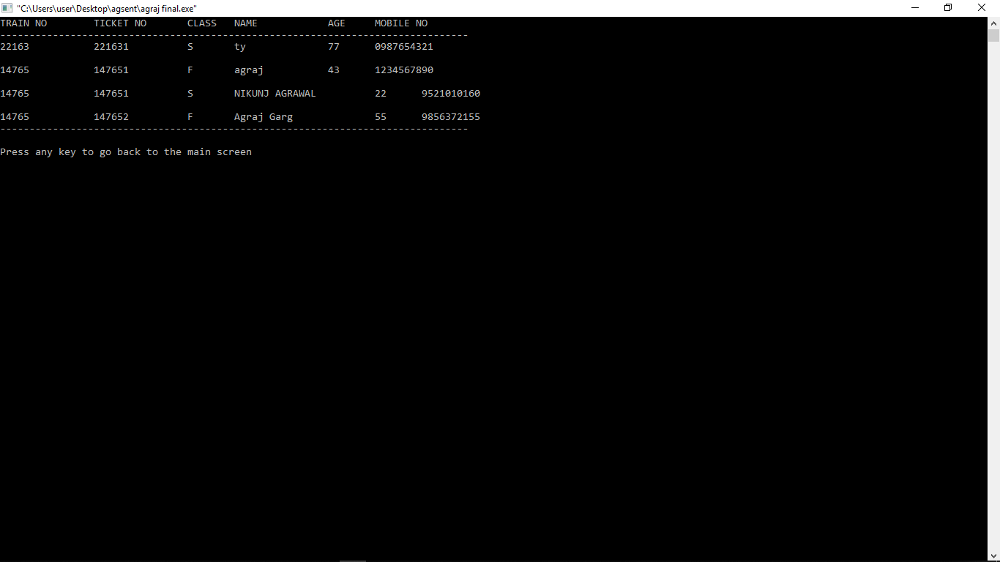 "C:\Users\user\Desktop\agsent\agraj final.exe"
TRAIN NO        TICKET NO       CLASS   NAME            AGE     MOBILE NO
--------------------------------------------------------------------------------
22163           221631          S       ty              77      0987654321
14765           147651          F       agraj           43      1234567890
14765           147651          S       NIKUNJ AGRAWAL          22      9521010160
14765           147652          F       Agraj Garg              55      9856372155
--------------------------------------------------------------------------------
Press any key to go back to the main screen